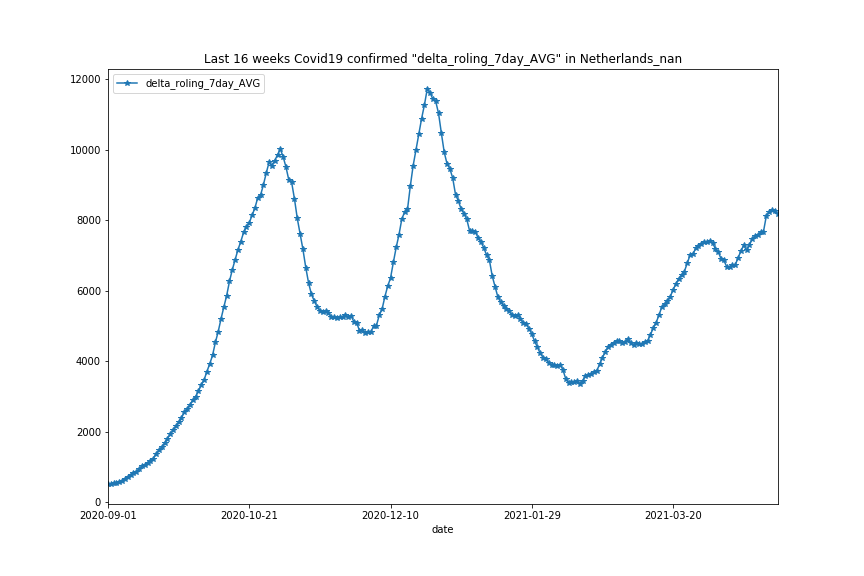 Last 16 weeks Covid19 confirmed "delta_roling_7day_AVG" in Netherlands_nan
delta_roling_7day_AVG
12000
10000
8000
6000
4000
2000
0
2020-09-01 2020-10-21 2020-12-10 2021-01-29 2021-03-20
date